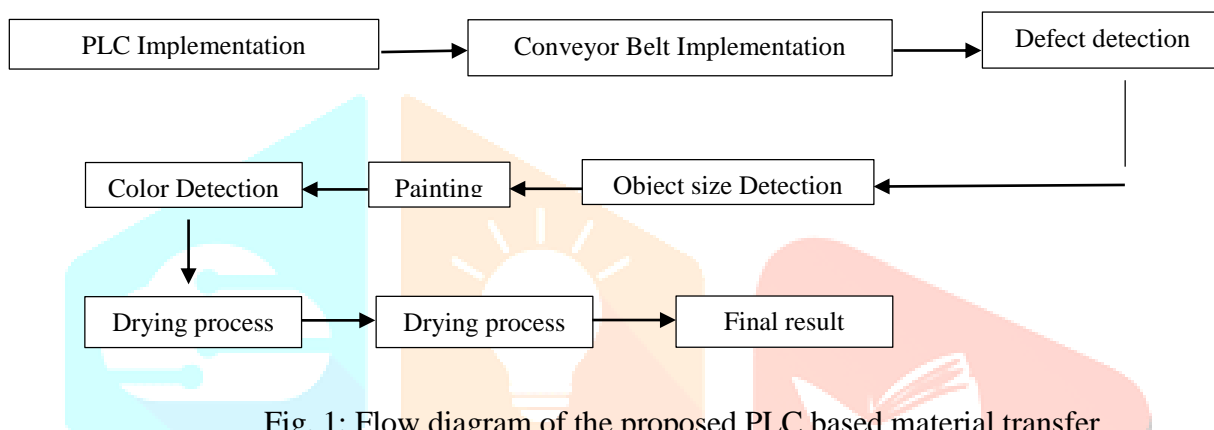 PLC Implementation
Conveyor Belt Implementation
Defect detection
Object size Detection
Painting
Color Detection
Drying process
Drying process
Final result
Fig. 1: Flow diagram of the proposed PLC based material transfer